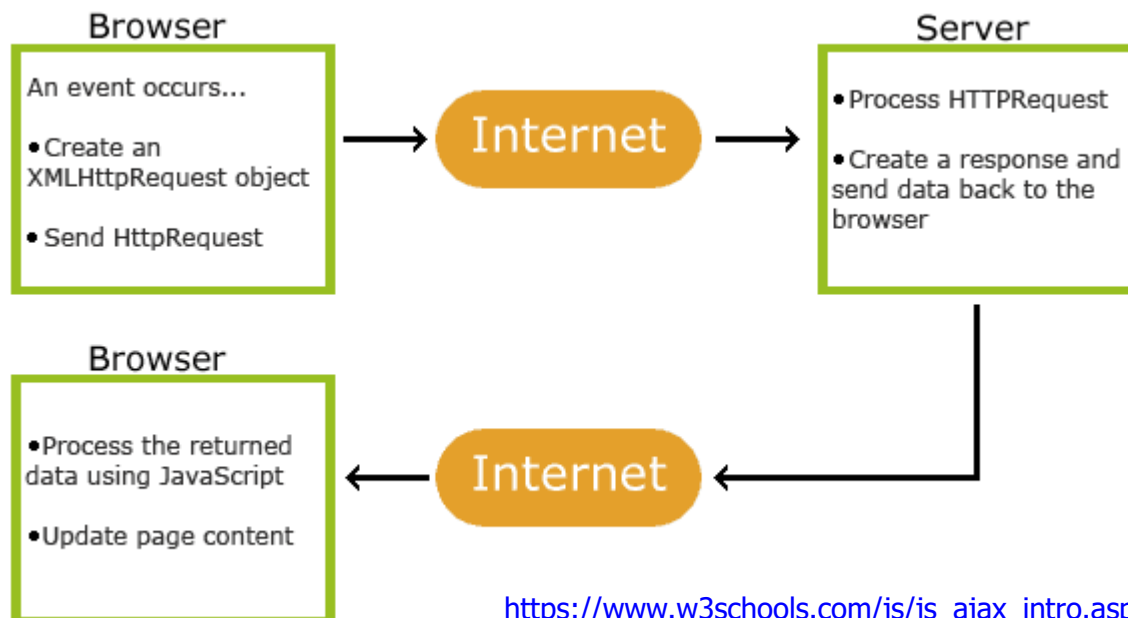 Browser
An event occurs...
•Create an
XMLHttpRequest object
• Send HttpRequest
Internet
Server
•Process HTTPRequest
•Create a response and
send data back to the
browser
Browser
•Process the returned
data using JavaScript
•Update page content
Internet
https://www.w3schools.com/js/js_ajax_intro.asp